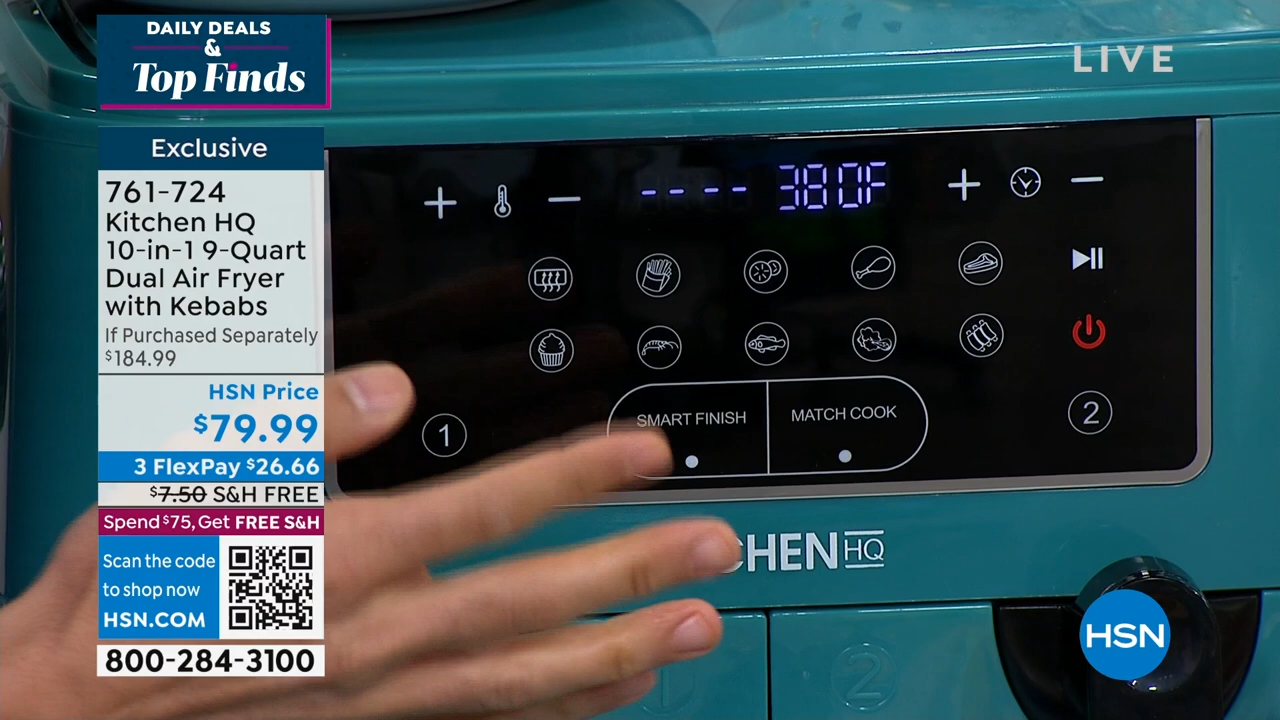 DAILY DEALS
&
Top Finds
LIVE
Exclusive
761-724
Kitchen HQ
10-in-1 9-Quart
Dual Air Fryer
with Kebabs
If Purchased Separately
$184.99
HSN Price
$79.99
3 FlexPay $26.66
$7.50 S&H FREE
Spend $75, Get FREE S&H
Scan the code
to shop now
HSN.COM
800-284-3100
---- 380F
SMART FINISH
MATCH COOK
1
2
CHEN HQ
1
2
HSN